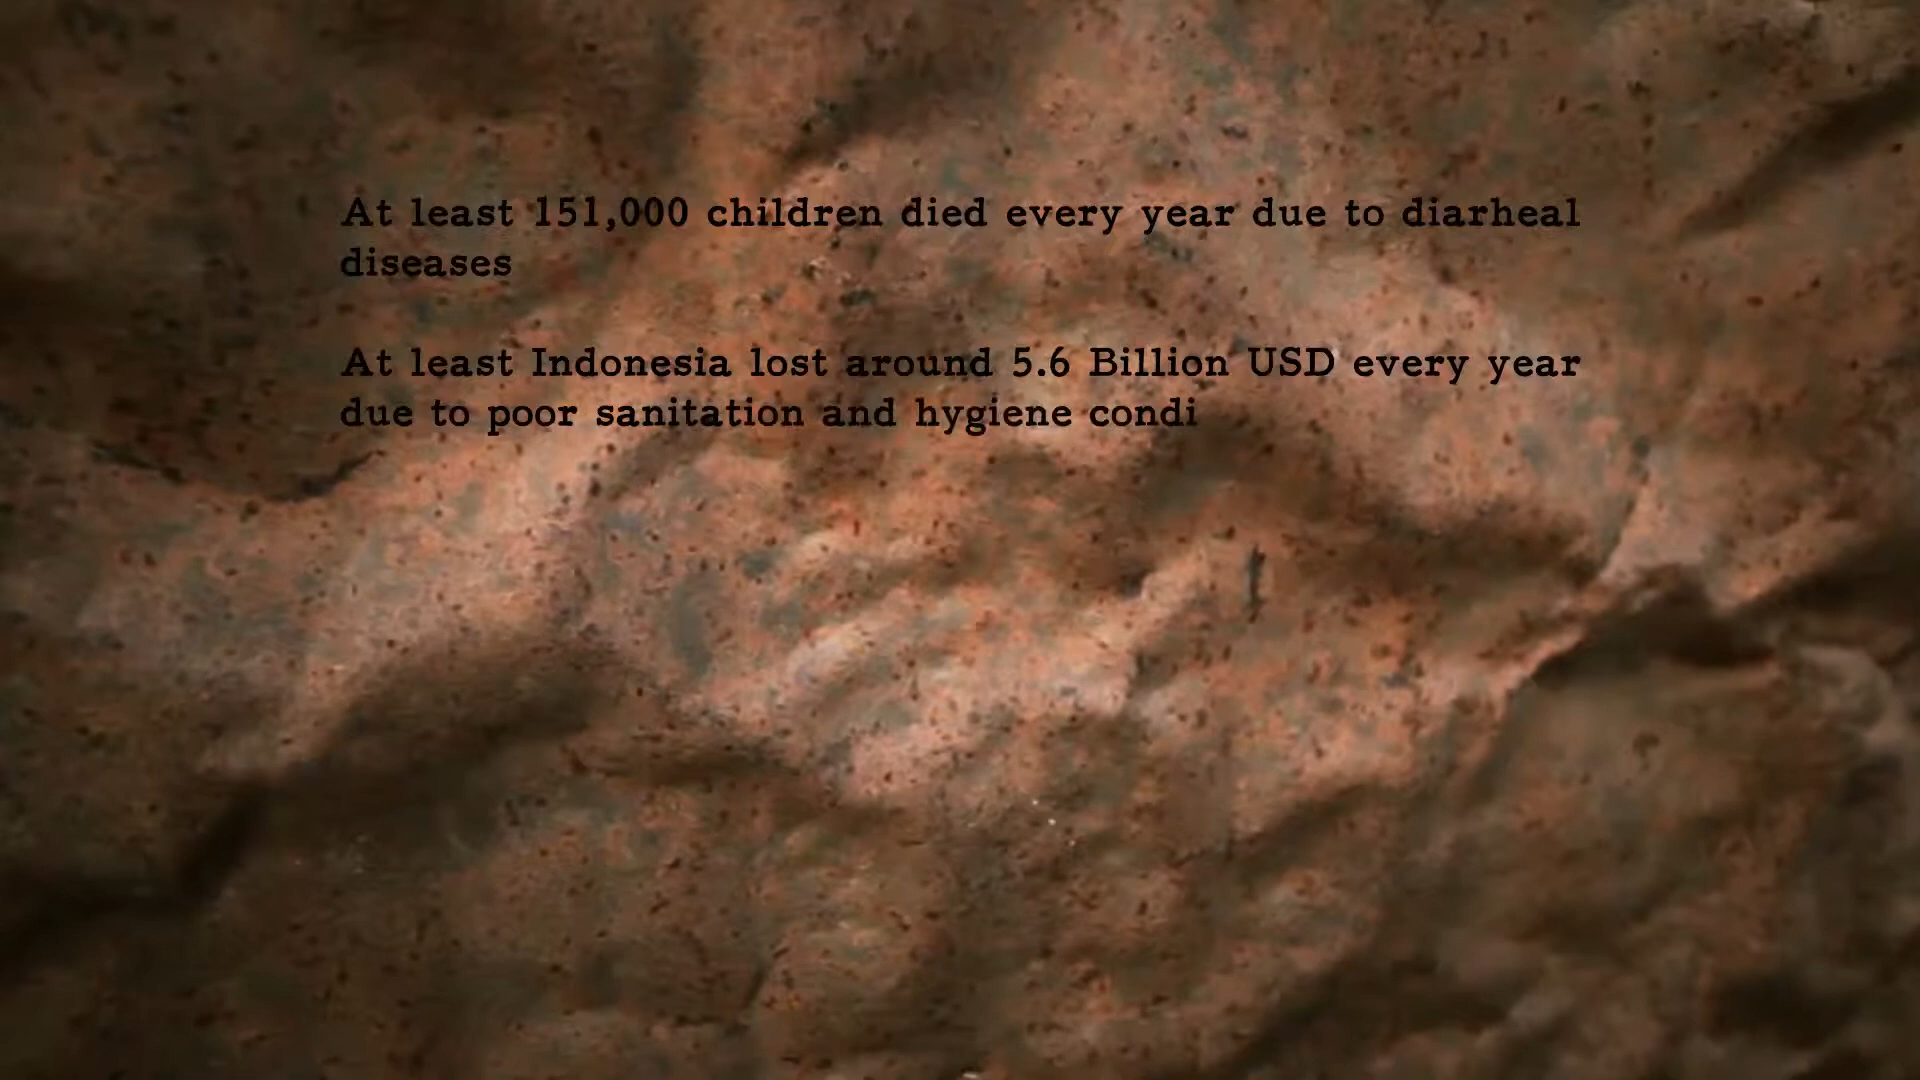 At least 151,000 children died every year due to diarheal
diseases
At least Indonesia lost around 5.6 Billion USD every year
due to poor sanitation and hygiene condi